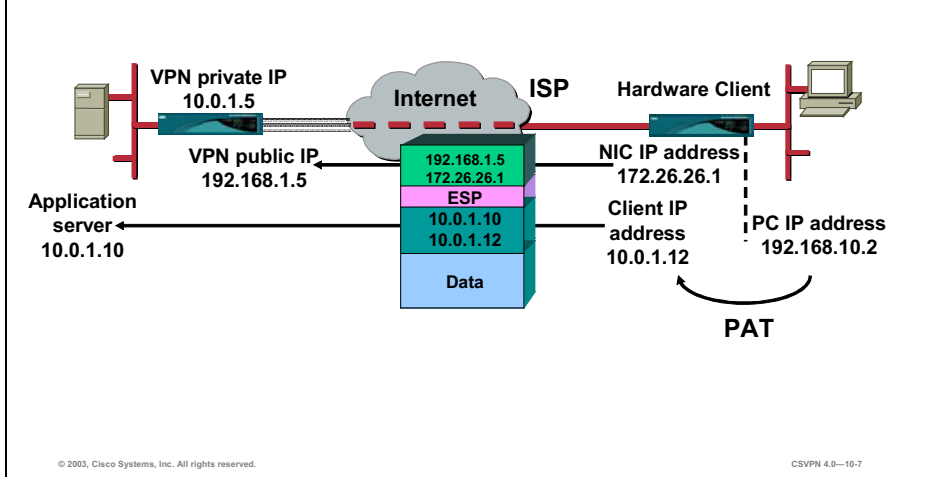 VPN private IP
10.0.1.5
Internet
ISP
Hardware Client
VPN public IP
192.168.1.5
192.168.1.5
172.26.26.1
NIC IP address
172.26.26.1
ESP
Application
server
10.0.1.10
10.0.1.10
10.0.1.12
Client IP
address
10.0.1.12
PC IP address
192.168.10.2
Data
PAT
© 2003, Cisco Systems, Inc. All rights reserved.
CSVPN 4.0—10-7